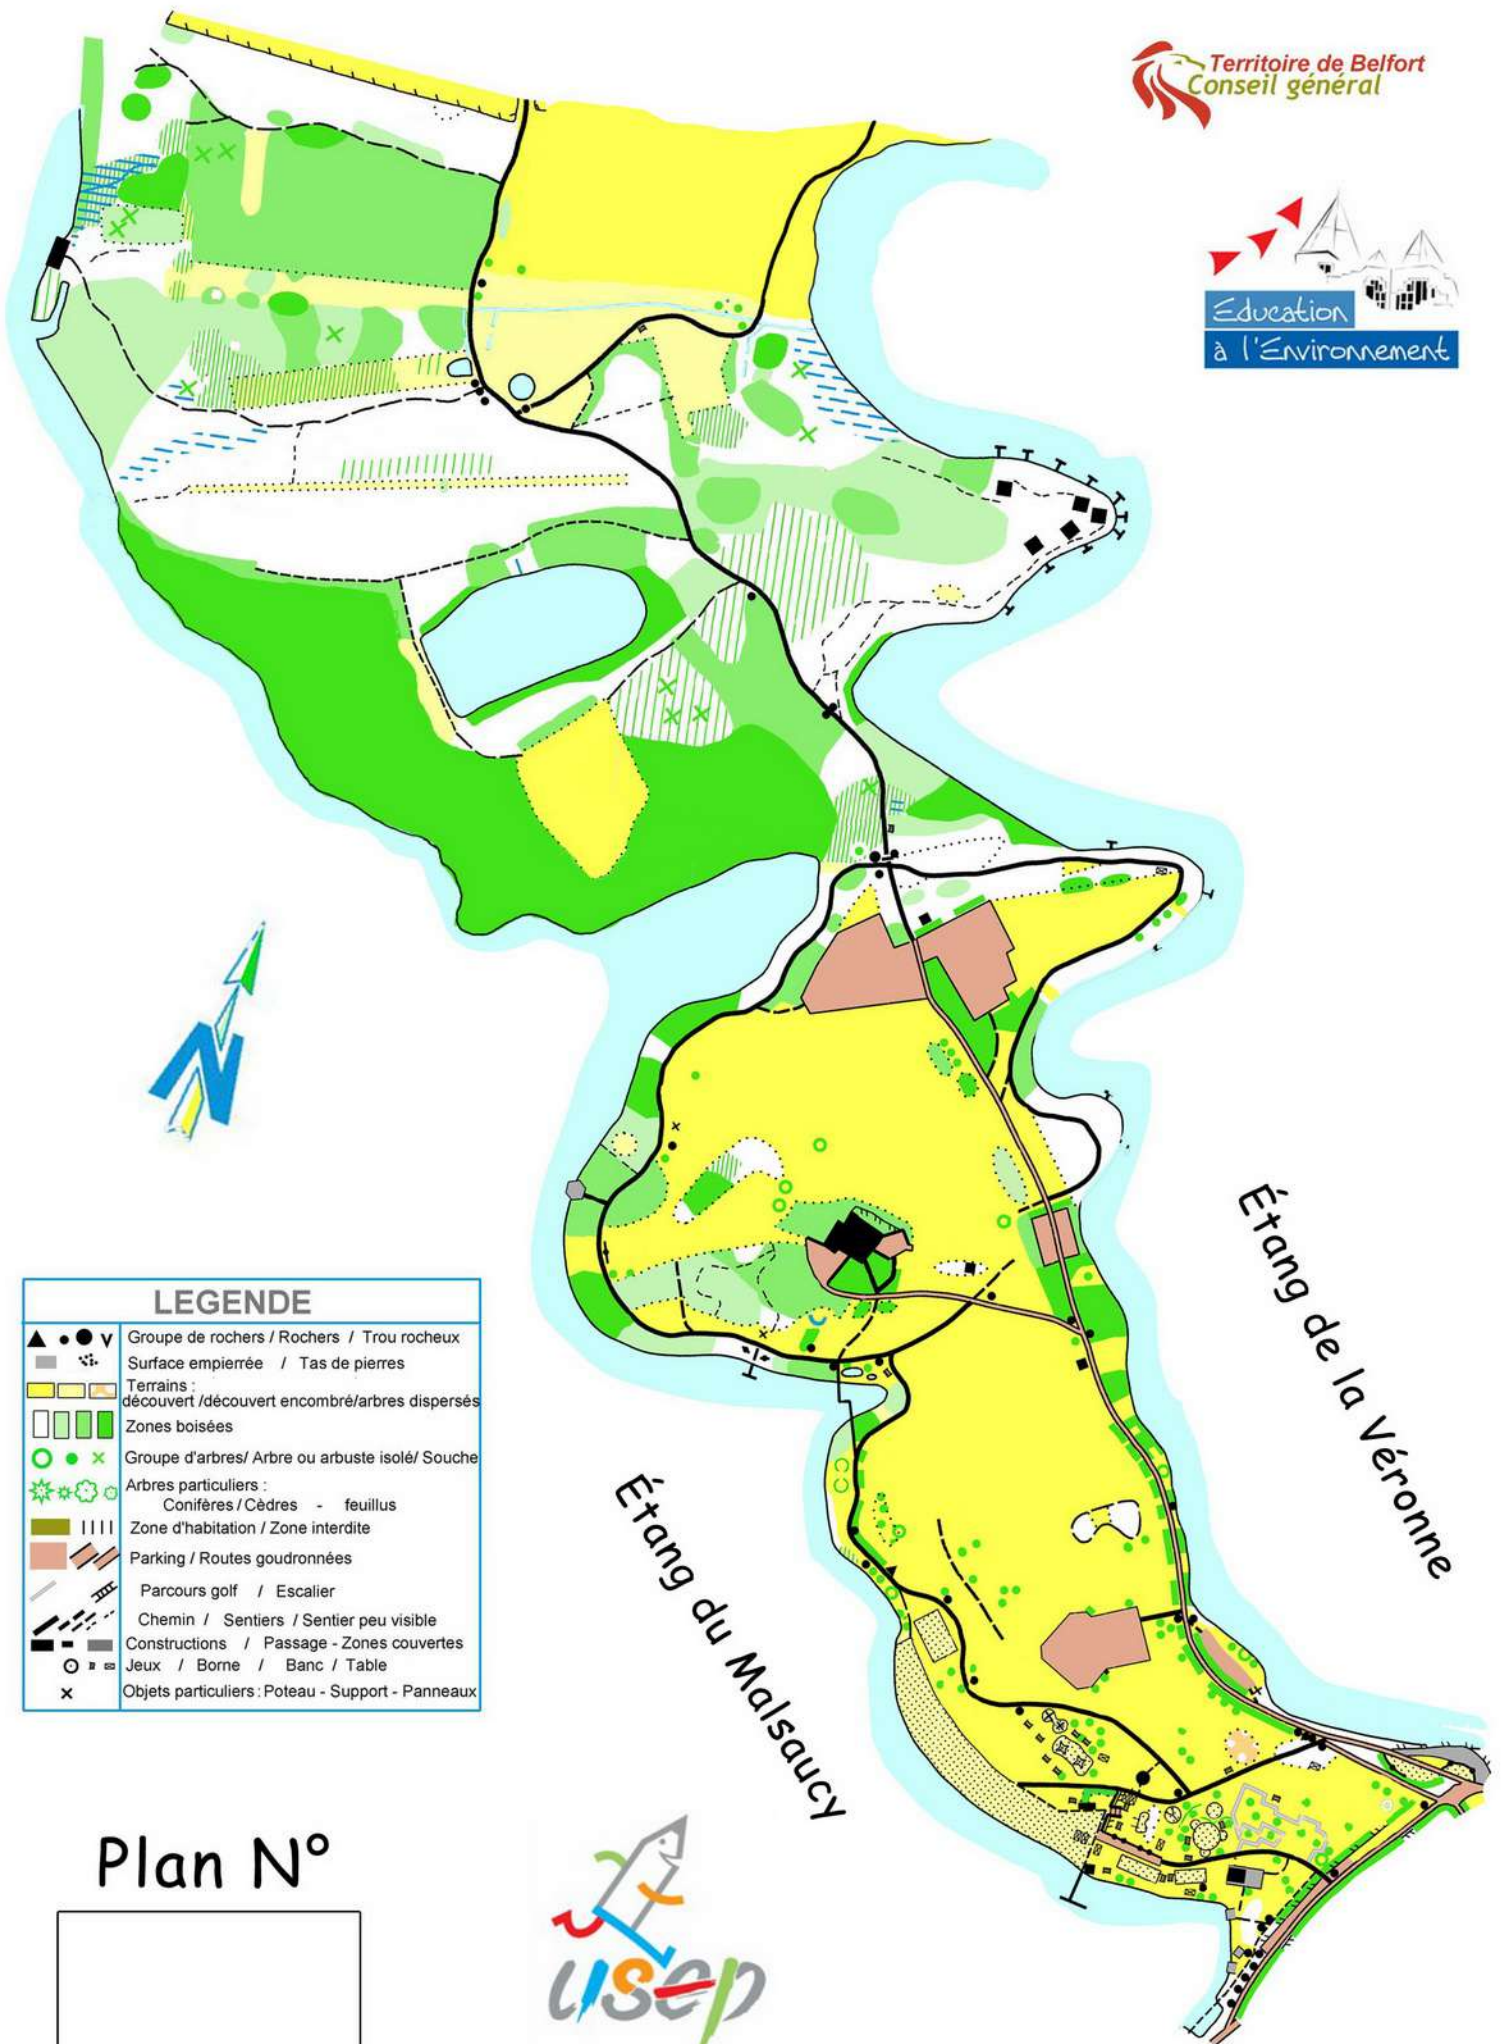 Territoire de Belfort
Conseil général
Education
à l'Environnement
N
Étang de la Véronne
Étang du Malsaucy
LEGENDE
Groupe de rochers / Rochers / Trou rocheux
Surface empierrée / Tas de pierres
Terrains :
découvert /découvert encombré/arbres dispersés
Zones boisées
Groupe d'arbres/ Arbre ou arbuste isolé/ Souche
Arbres particuliers :
Conifères / Cèdres - feuillus
Zone d'habitation / Zone interdite
Parking / Routes goudronnées
Parcours golf / Escalier
Chemin / Sentiers / Sentier peu visible
Constructions / Passage - Zones couvertes
Jeux / Borne / Banc / Table
Objets particuliers : Poteau - Support - Panneaux
Plan N°
usep